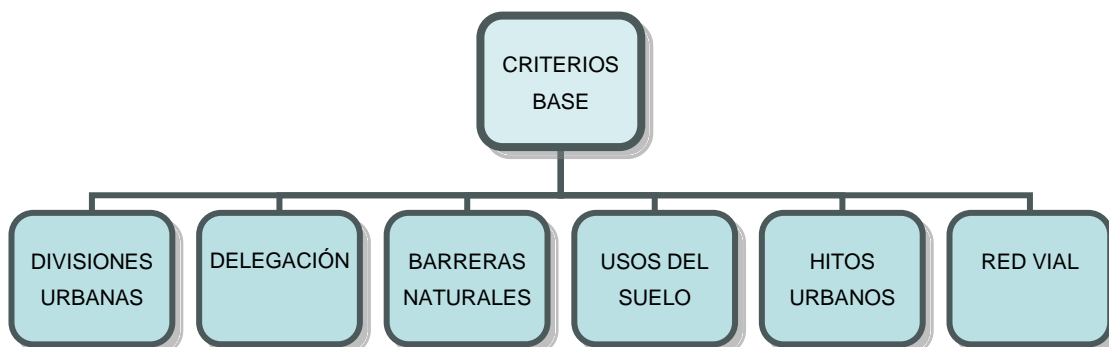 CRITERIOS
BASE
DIVISIONES
URBANAS
DELEGACIÓN
BARRERAS
NATURALES
USOS DEL
SUELO
HITOS
URBANOS
RED VIAL